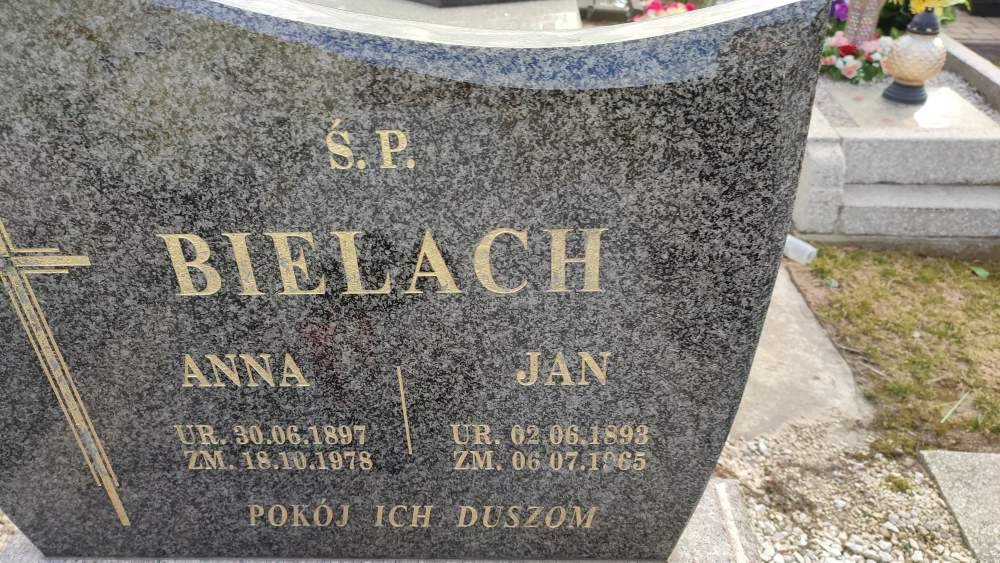 Ś.P.
BIELACH
ANNA JAN
UR. 30.06.1897 UR. 02.06.1893
ZM. 18.10.1978 ZM. 06.07.1965
POKÓJ ICH DUSZOM